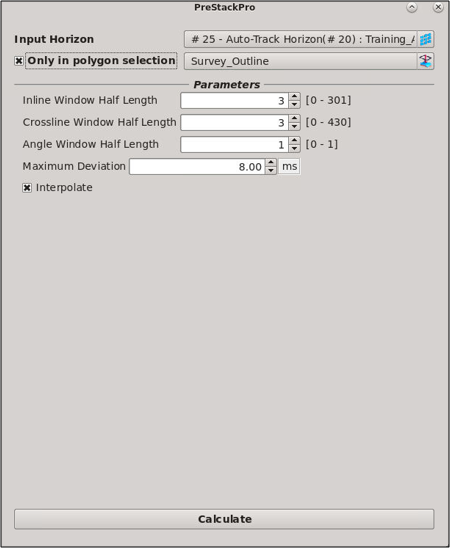 PreStackPro
Input Horizon # 25 - Auto-Track Horizon(# 20) : Training_A
Only in polygon selection Survey_Outline
Parameters
Inline Window Half Length 3 [0 - 301]
Crossline Window Half Length 3 [0 - 430]
Angle Window Half Length 1 [0 - 1]
Maximum Deviation 8.00 ms
Interpolate
Calculate